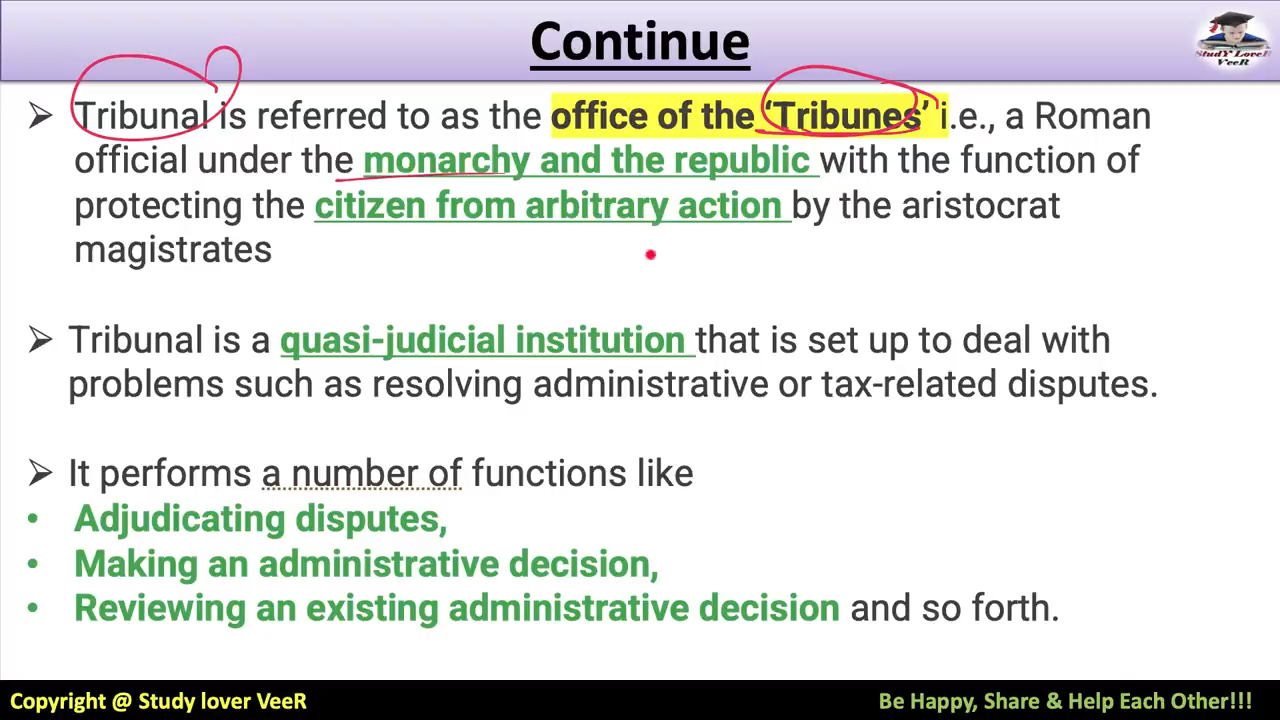 Continue
StudY LoveR
VeeR
➤ Tribunal is referred to as the office of the ‘Tribunes’ i.e., a Roman
official under the monarchy and the republic with the function of
protecting the citizen from arbitrary action by the aristocrat
magistrates
➤ Tribunal is a quasi-judicial institution that is set up to deal with
problems such as resolving administrative or tax-related disputes.
➤ It performs a number of functions like
• Adjudicating disputes,
• Making an administrative decision,
• Reviewing an existing administrative decision and so forth.
Copyright @ Study lover VeeR
Be Happy, Share & Help Each Other!!!